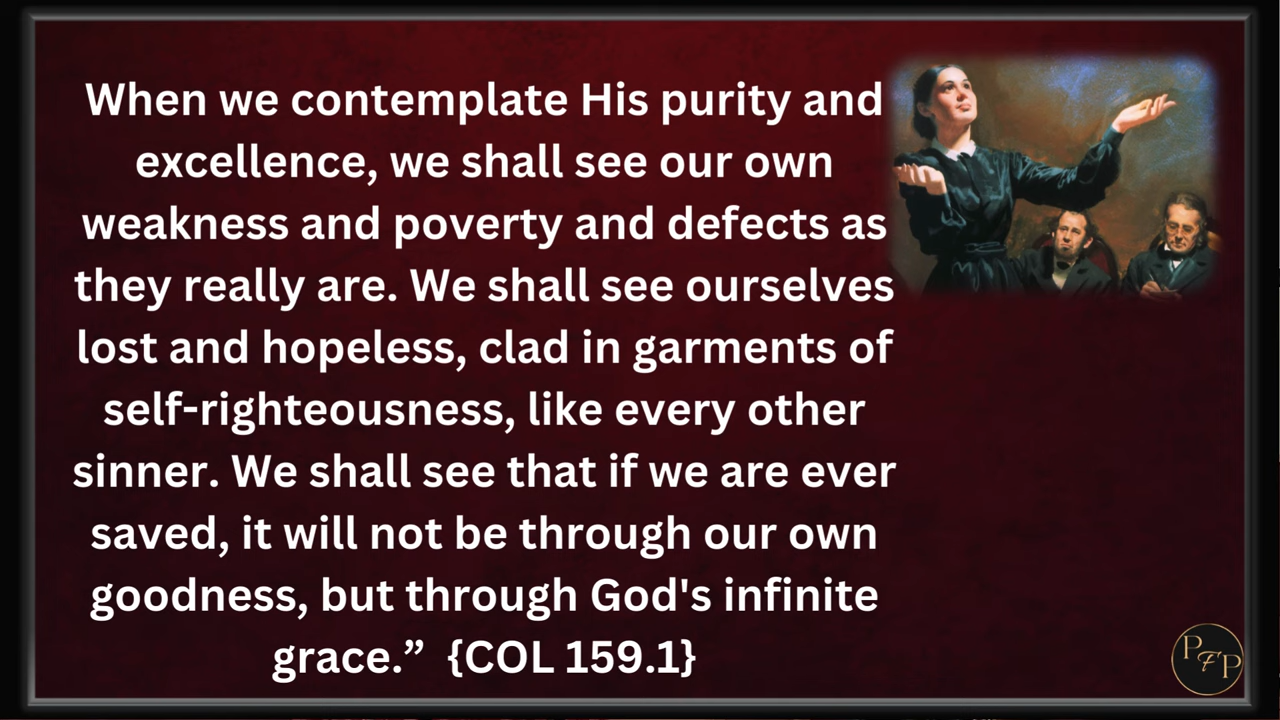 When we contemplate His purity and
excellence, we shall see our own
weakness and poverty and defects as
they really are. We shall see ourselves
lost and hopeless, clad in garments of
self-righteousness, like every other
sinner. We shall see that if we are ever
saved, it will not be through our own
goodness, but through God's infinite
grace.”  {COL 159.1}
PFP